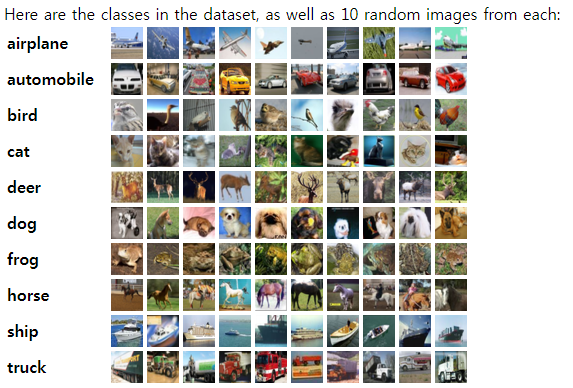 Here are the classes in the dataset, as well as 10 random images from each:
airplane
automobile
bird
cat
deer
dog
frog
horse
ship
truck